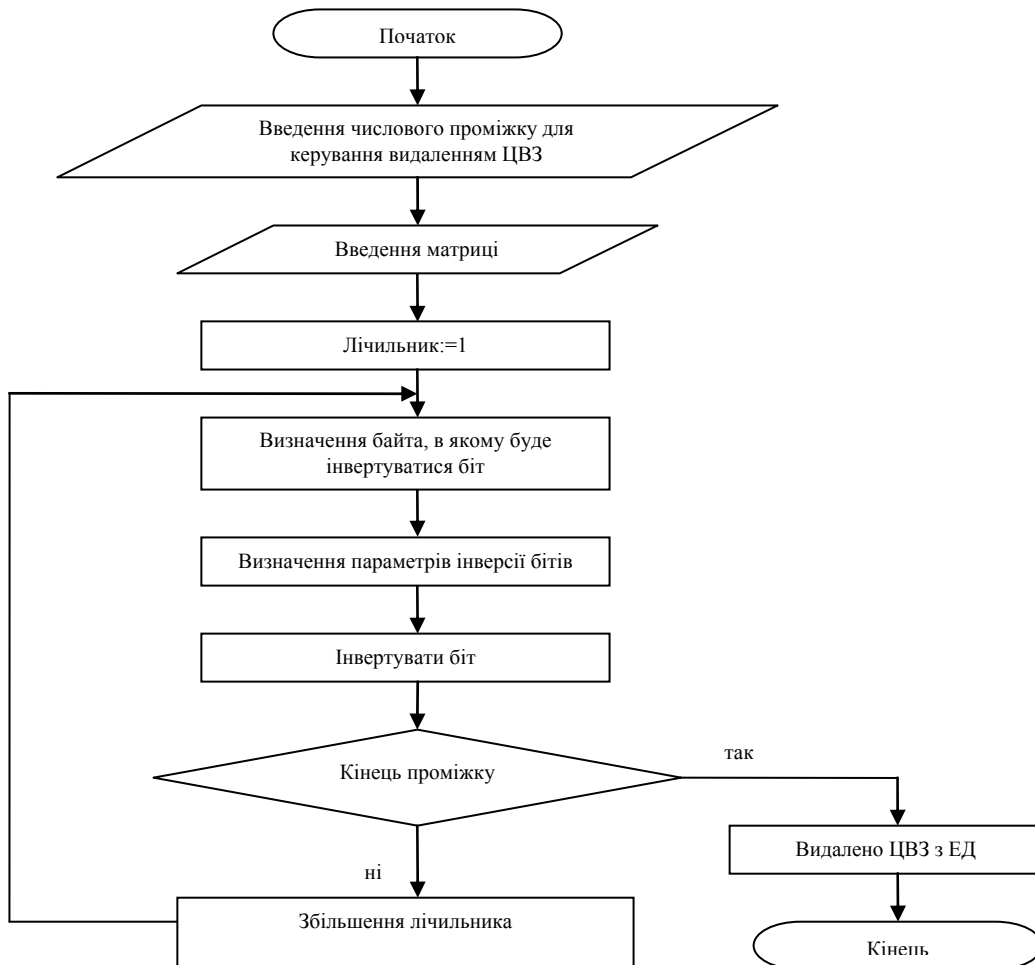 Початок
Введення числового проміжку для
керування видаленням ЦВЗ
Введення матриці
Лічильник:=1
Визначення байта, в якому буде
інвертуватися біт
Визначення параметрів інверсії бітів
Інвертувати біт
Кінець проміжку
так
ні
Видалено ЦВЗ з ЕД
Збільшення лічильника
Кінець